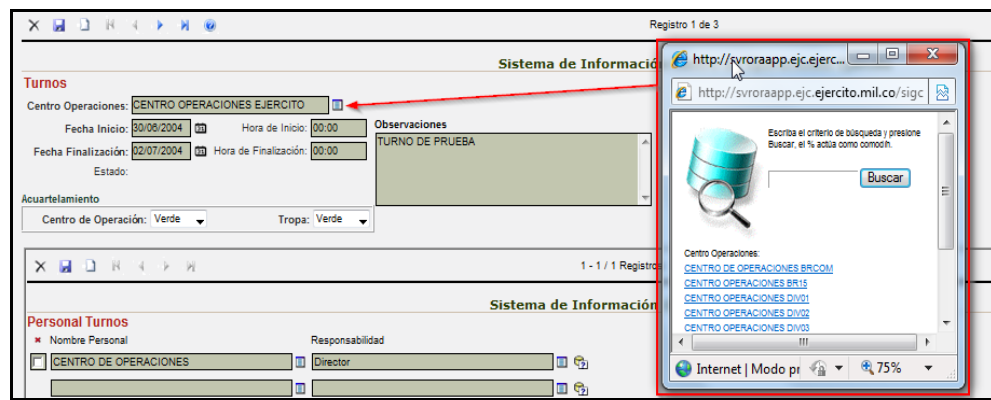 Registro 1 de 3
Sistema de Informació
Turnos
Centro Operaciones: CENTRO OPERACIONES EJERCITO
Fecha Inicio: 30/06/2004 Hora de Inicio: 00:00
Fecha Finalización: 02/07/2004 Hora de Finalización: 00:00
Estado:
Observaciones
TURNO DE PRUEBA
Acuartelamiento
Centro de Operación: Verde Tropa: Verde
1 - 1 / 1 Registros
Sistema de Información
Personal Turnos
Nombre Personal Responsabilidad
CENTRO DE OPERACIONES Director
http://svroraapp.ejc.ejerc...
http://svroraapp.ejc.ejercito.mil.co/sigc
Escriba el criterio de búsqueda y presione
Buscar, el % actúa como comodín.
Buscar
Centro Operaciones:
CENTRO DE OPERACIONES BRCOM
CENTRO OPERACIONES BR15
CENTRO OPERACIONES DIV01
CENTRO OPERACIONES DIV02
CENTRO OPERACIONES DIV03
Internet | Modo pr 75%